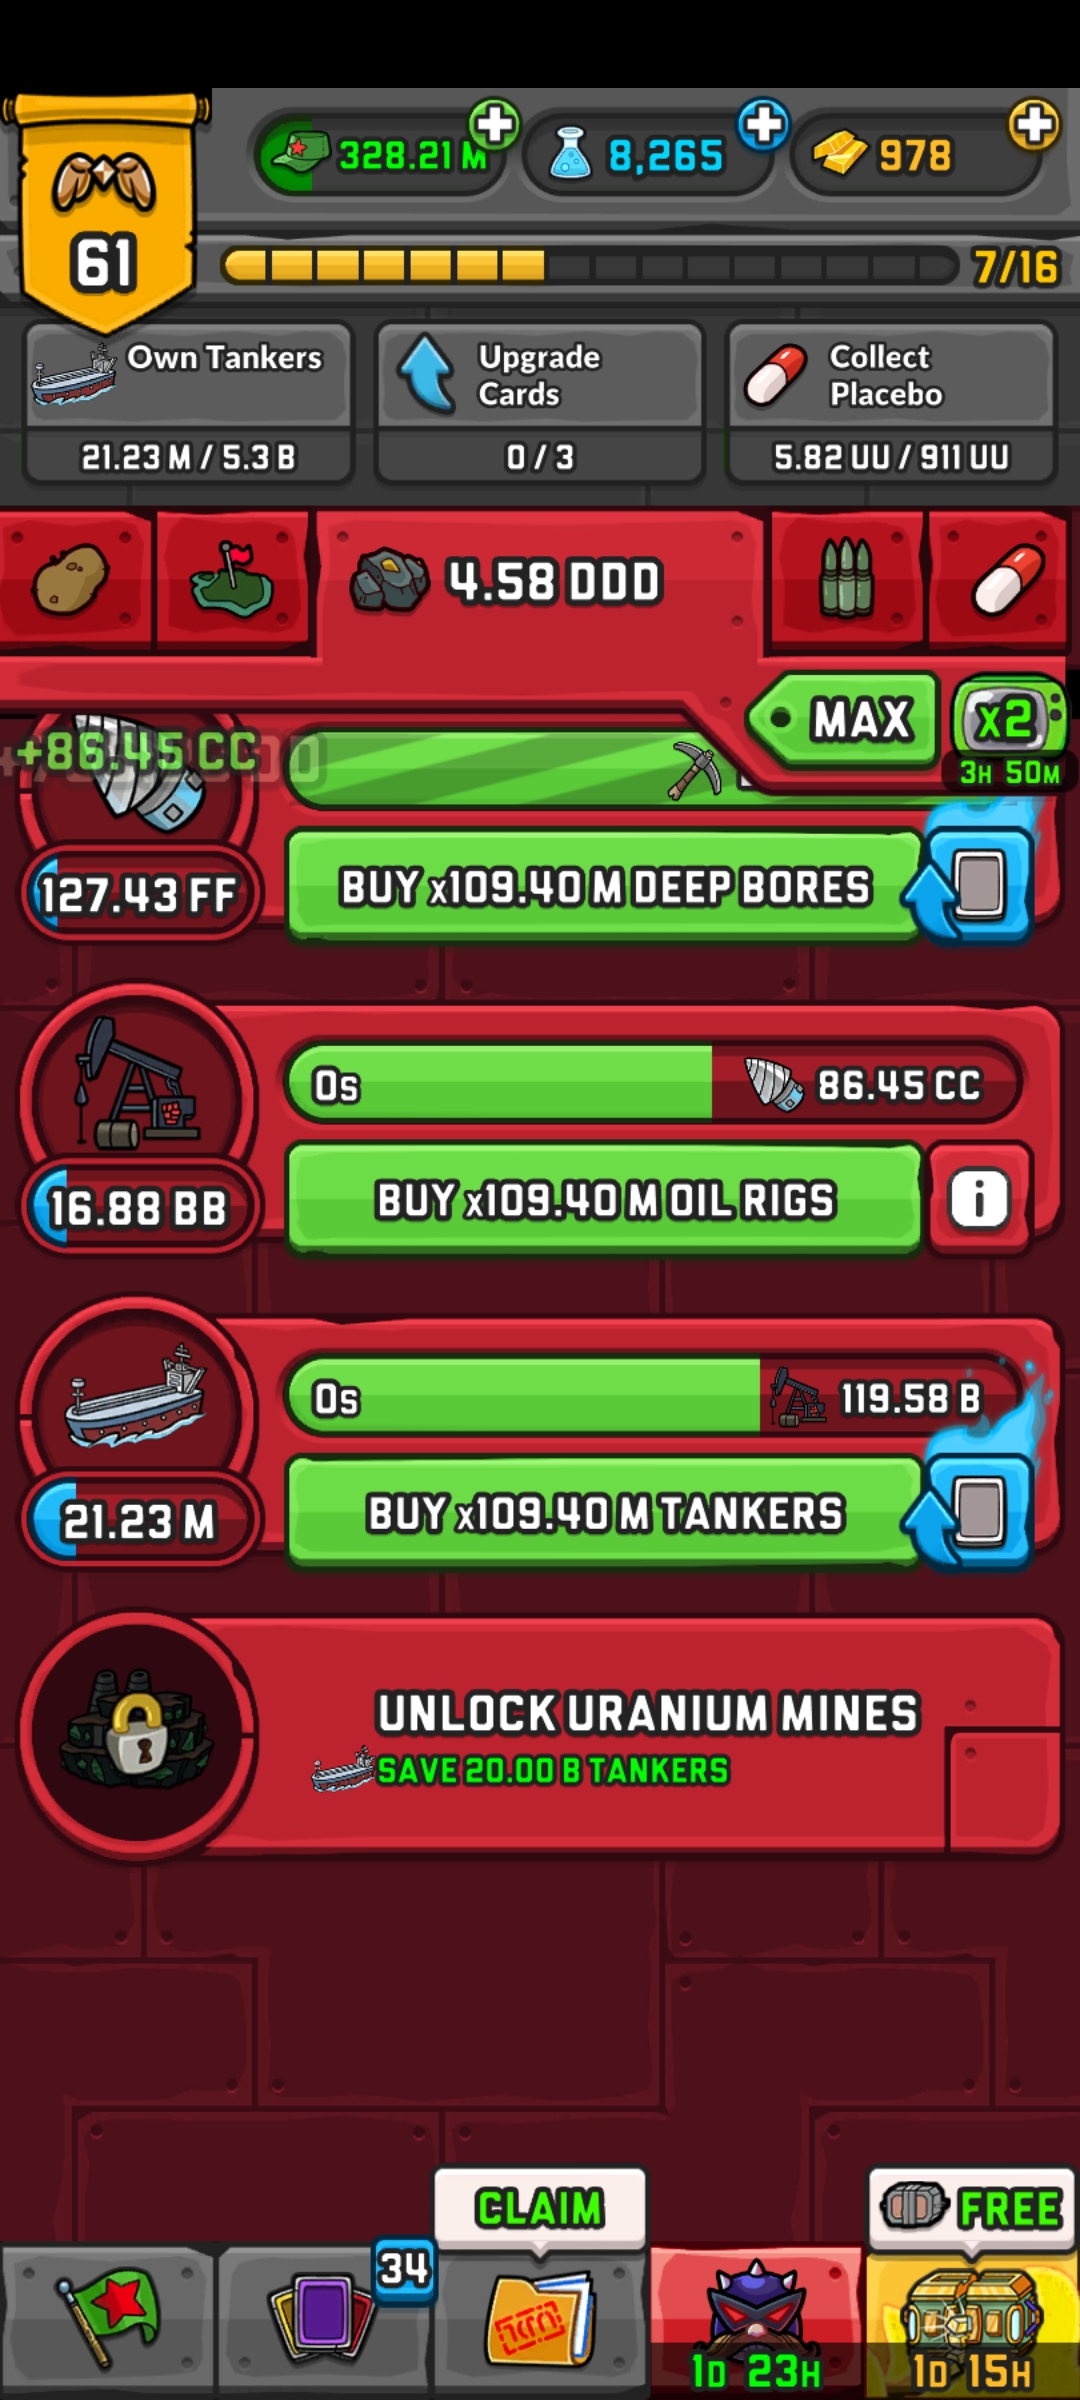 328.21 M
8,265
978
61
7/16
Own Tankers
21.23 M / 5.3 B
Upgrade
Cards
0 / 3
Collect
Placebo
5.82 UU / 911 UU
4.58 DDD
MAX
x2
3H 50M
+86.45 CC
127.43 FF
BUY x109.40 M DEEP BORES
0s
86.45 CC
16.88 BB
BUY x109.40 M OIL RIGS
i
0s
119.58 B
21.23 M
BUY x109.40 M TANKERS
UNLOCK URANIUM MINES
SAVE 20.00 B TANKERS
CLAIM
FREE
34
1D 23H
1D 15H